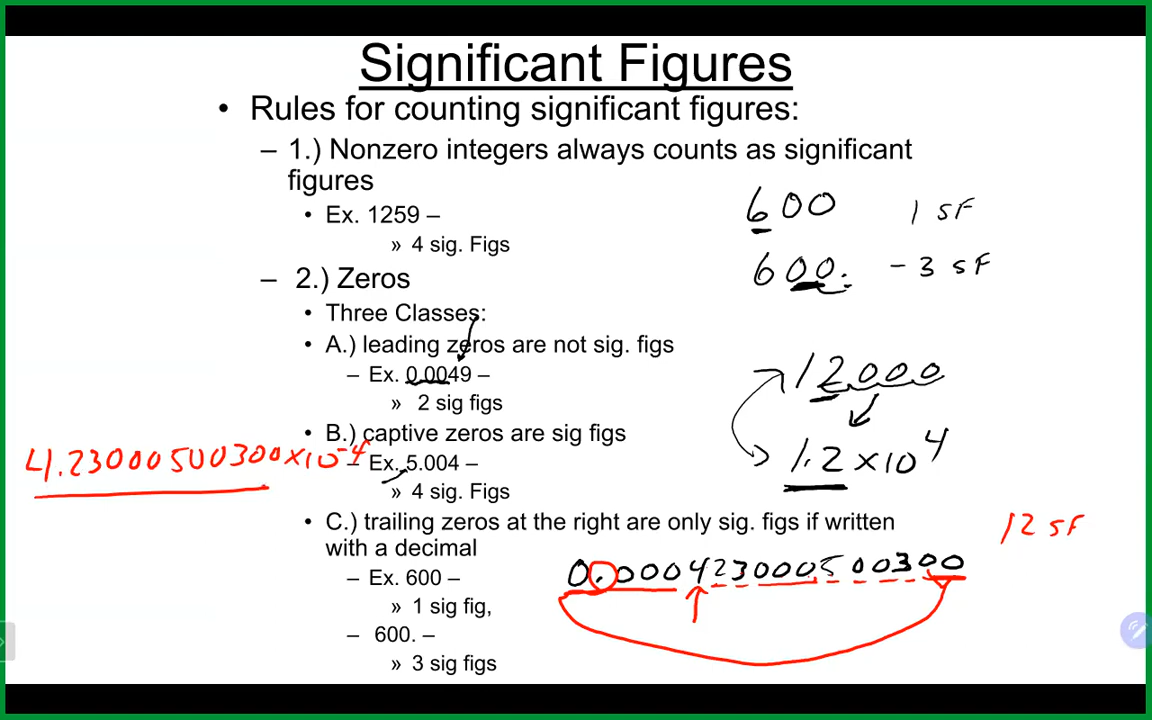 Significant Figures
• Rules for counting significant figures:
– 1.) Nonzero integers always counts as significant
figures
• Ex. 1259 –
» 4 sig. Figs
– 2.) Zeros
• Three Classes:
• A.) leading zeros are not sig. figs
– Ex. 0.0049 –
» 2 sig figs
• B.) captive zeros are sig figs
– Ex. 5.004 –
» 4 sig. Figs
• C.) trailing zeros at the right are only sig. figs if written
with a decimal
– Ex. 600 –
» 1 sig fig,
– 600. –
» 3 sig figs
600 1 SF
600. – 3 SF
12000
1.2 × 10⁴
4.23000500300 × 10⁻⁴
0.000423000500300
12 SF